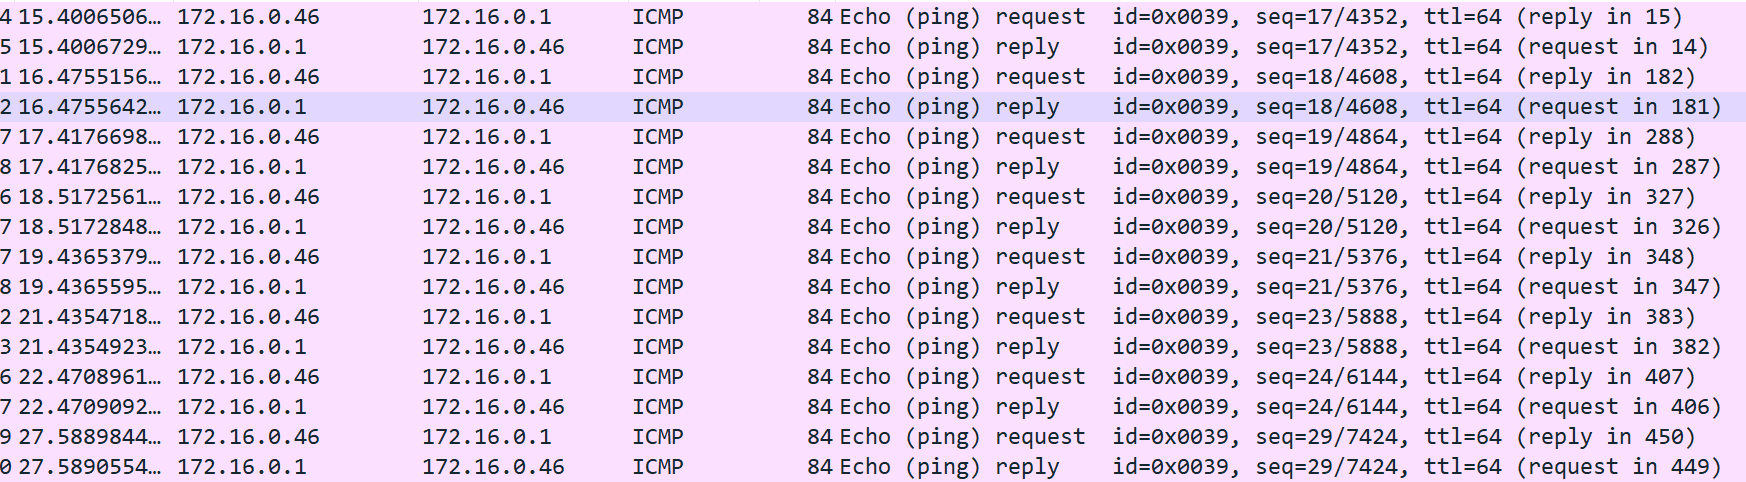 4 15.4006506… 172.16.0.46 172.16.0.1 ICMP 84 Echo (ping) request id=0x0039, seq=17/4352, ttl=64 (reply in 15)
5 15.4006729… 172.16.0.1 172.16.0.46 ICMP 84 Echo (ping) reply id=0x0039, seq=17/4352, ttl=64 (request in 14)
1 16.4755156… 172.16.0.46 172.16.0.1 ICMP 84 Echo (ping) request id=0x0039, seq=18/4608, ttl=64 (reply in 182)
2 16.4755642… 172.16.0.1 172.16.0.46 ICMP 84 Echo (ping) reply id=0x0039, seq=18/4608, ttl=64 (request in 181)
7 17.4176698… 172.16.0.46 172.16.0.1 ICMP 84 Echo (ping) request id=0x0039, seq=19/4864, ttl=64 (reply in 288)
8 17.4176825… 172.16.0.1 172.16.0.46 ICMP 84 Echo (ping) reply id=0x0039, seq=19/4864, ttl=64 (request in 287)
6 18.5172561… 172.16.0.46 172.16.0.1 ICMP 84 Echo (ping) request id=0x0039, seq=20/5120, ttl=64 (reply in 327)
7 18.5172848… 172.16.0.1 172.16.0.46 ICMP 84 Echo (ping) reply id=0x0039, seq=20/5120, ttl=64 (request in 326)
7 19.4365379… 172.16.0.46 172.16.0.1 ICMP 84 Echo (ping) request id=0x0039, seq=21/5376, ttl=64 (reply in 348)
8 19.4365595… 172.16.0.1 172.16.0.46 ICMP 84 Echo (ping) reply id=0x0039, seq=21/5376, ttl=64 (request in 347)
2 21.4354718… 172.16.0.46 172.16.0.1 ICMP 84 Echo (ping) request id=0x0039, seq=23/5888, ttl=64 (reply in 383)
3 21.4354923… 172.16.0.1 172.16.0.46 ICMP 84 Echo (ping) reply id=0x0039, seq=23/5888, ttl=64 (request in 382)
6 22.4708961… 172.16.0.46 172.16.0.1 ICMP 84 Echo (ping) request id=0x0039, seq=24/6144, ttl=64 (reply in 407)
7 22.4709092… 172.16.0.1 172.16.0.46 ICMP 84 Echo (ping) reply id=0x0039, seq=24/6144, ttl=64 (request in 406)
9 27.5889844… 172.16.0.46 172.16.0.1 ICMP 84 Echo (ping) request id=0x0039, seq=29/7424, ttl=64 (reply in 450)
0 27.5890554… 172.16.0.1 172.16.0.46 ICMP 84 Echo (ping) reply id=0x0039, seq=29/7424, ttl=64 (request in 449)